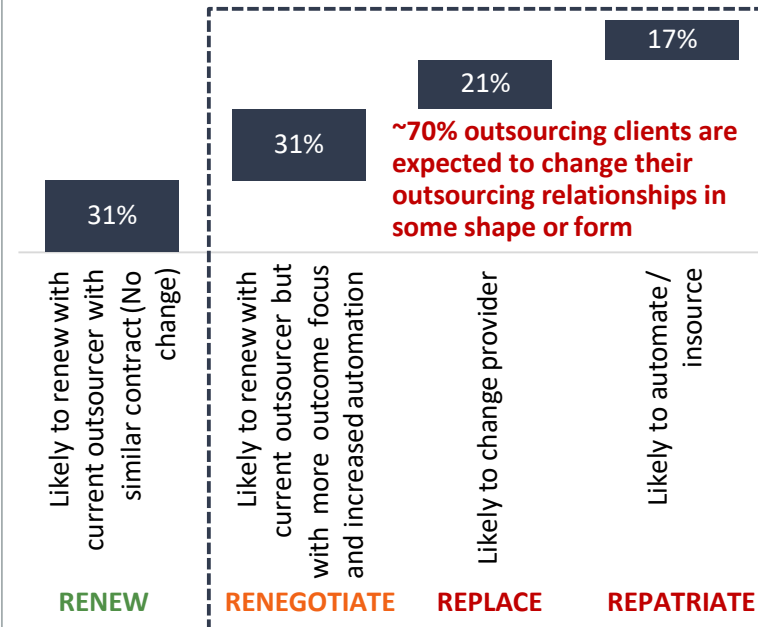 17%
21%
31%
31%
~70% outsourcing clients are
expected to change their
outsourcing relationships in
some shape or form
Likely to renew with
current outsourcer with
similar contract (No
change)
Likely to renew with
current outsourcer but
with more outcome focus
and increased automation
Likely to change provider
Likely to automate /
insource
RENEW
RENEGOTIATE
REPLACE
REPATRIATE